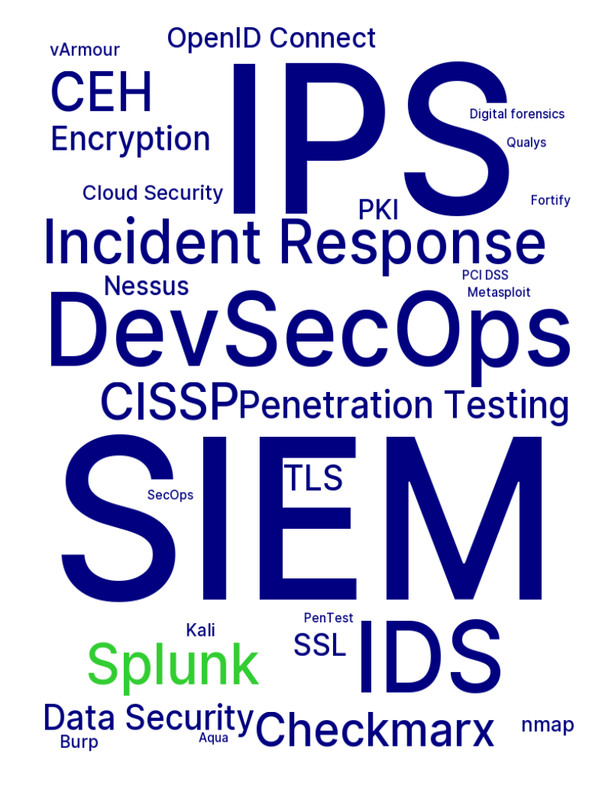 OpenID Connect
vArmour
CEH
IPS
Digital forensics
Encryption
Qualys
Cloud Security
Fortify
PKI
Incident Response
PCI DSS
Nessus
Metasploit
DevSecOps
CISSP
Penetration Testing
SIEM
TLS
SecOps
PenTest
Kali
SSL
IDS
Splunk
Data Security
Checkmarx
nmap
Burp
Aqua